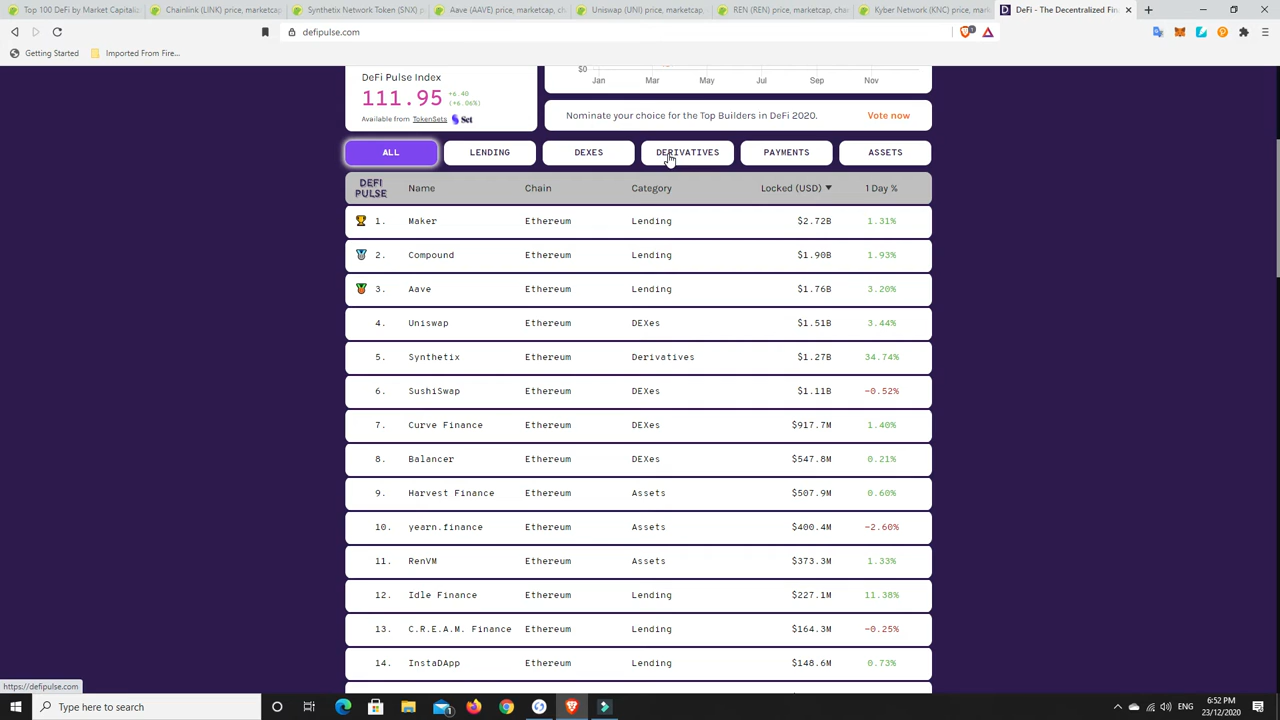 Top 100 DeFi by Market Capitaliz
Chainlink (LINK) price, marketcap
Synthetix Network Token (SNX) p
Aave (AAVE) price, marketcap, ch
Uniswap (UNI) price, marketcap,
REN (REN) price, marketcap, char
Kyber Network (KNC) price, mark
DeFi - The Decentralized Fin
defipulse.com
Getting Started
Imported From Fire...
DeFi Pulse Index
111.95
+6.40
(+6.06%)
Available from TokenSets Set
$0
Jan Mar May Jul Sep Nov
Nominate your choice for the Top Builders in DeFi 2020. Vote now
ALL LENDING DEXES DERIVATIVES PAYMENTS ASSETS
DEFI PULSE Name Chain Category Locked (USD) ▼ 1 Day %
1. Maker Ethereum Lending $2.72B 1.31%
2. Compound Ethereum Lending $1.90B 1.93%
3. Aave Ethereum Lending $1.76B 3.20%
4. Uniswap Ethereum DEXes $1.51B 3.44%
5. Synthetix Ethereum Derivatives $1.27B 34.74%
6. SushiSwap Ethereum DEXes $1.11B -0.52%
7. Curve Finance Ethereum DEXes $917.7M 1.40%
8. Balancer Ethereum DEXes $547.8M 0.21%
9. Harvest Finance Ethereum Assets $507.9M 0.60%
10. yearn.finance Ethereum Assets $400.4M -2.60%
11. RenVM Ethereum Assets $373.3M 1.33%
12. Idle Finance Ethereum Lending $227.1M 11.38%
13. C.R.E.A.M. Finance Ethereum Lending $164.3M -0.25%
14. InstaDApp Ethereum Lending $148.6M 0.73%
https://defipulse.com
Type here to search
ENG
6:52 PM
23/12/2020